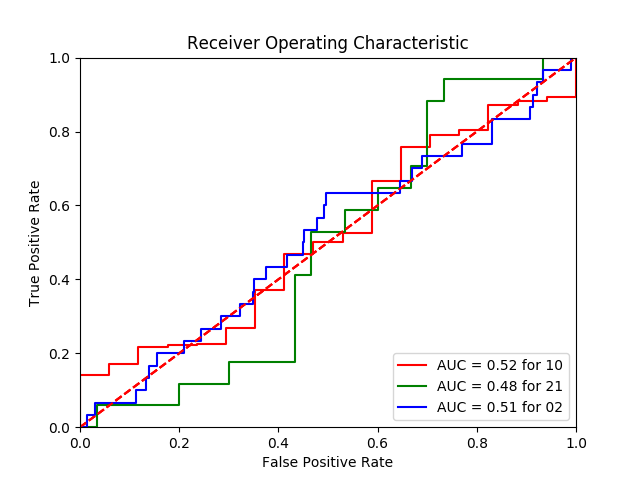 Receiver Operating Characteristic
True Positive Rate
1.0
0.8
0.6
0.4
0.2
0.0
AUC = 0.52 for 10
AUC = 0.48 for 21
AUC = 0.51 for 02
0.0 0.2 0.4 0.6 0.8 1.0
False Positive Rate